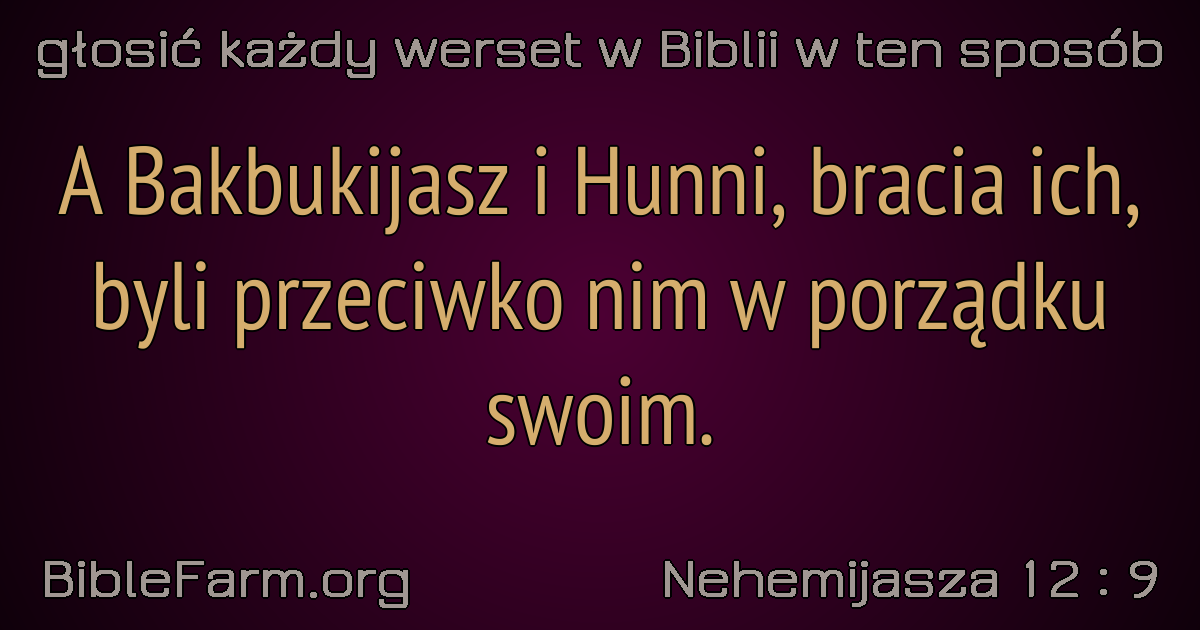 głosić każdy werset w Biblii w ten sposób
A Bakbukijasz i Hunni, bracia ich,
byli przeciwko nim w porządku
swoim.
BibleFarm.org
Nehemijasza 12 : 9